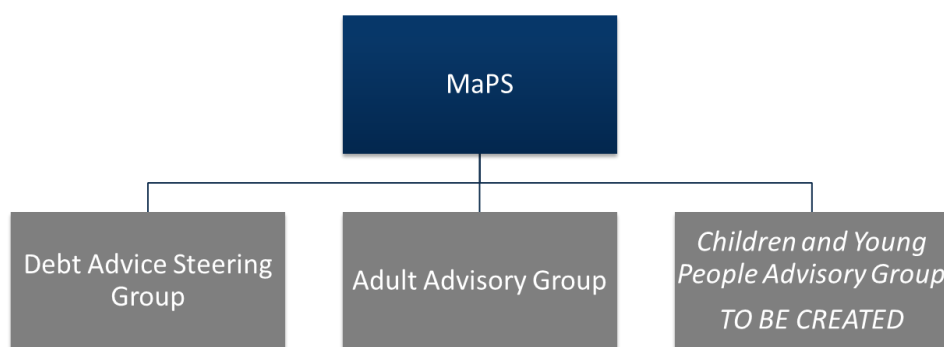 MaPS
Debt Advice Steering
Group
Adult Advisory Group
Children and Young
People Advisory Group
TO BE CREATED